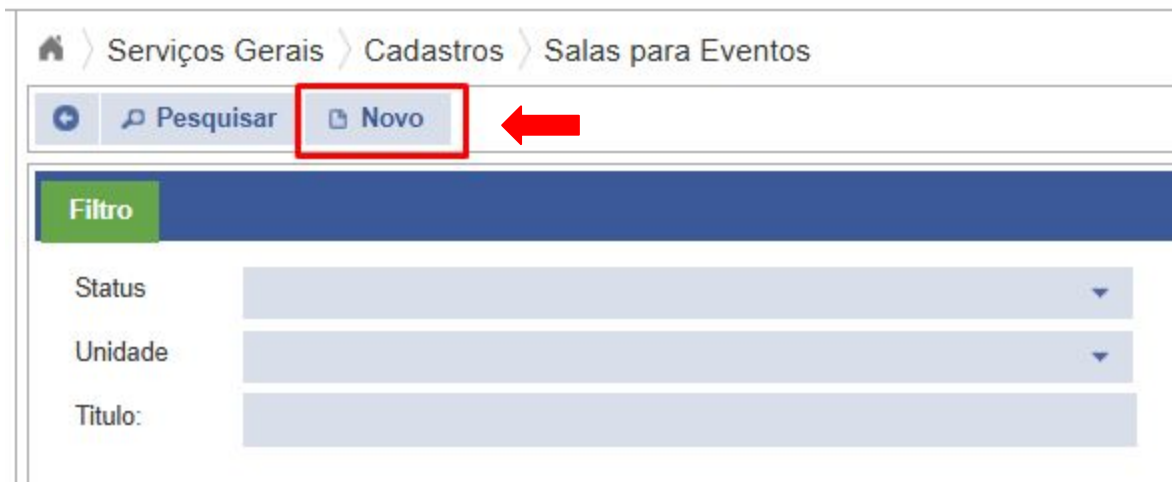 Serviços Gerais Cadastros Salas para Eventos
Pesquisar Novo
Filtro
Status
Unidade
Titulo: